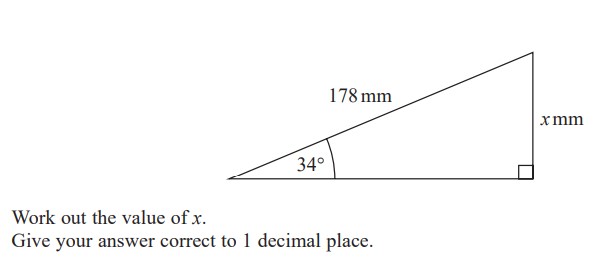 178 mm
x mm
34°
Work out the value of x.
Give your answer correct to 1 decimal place.